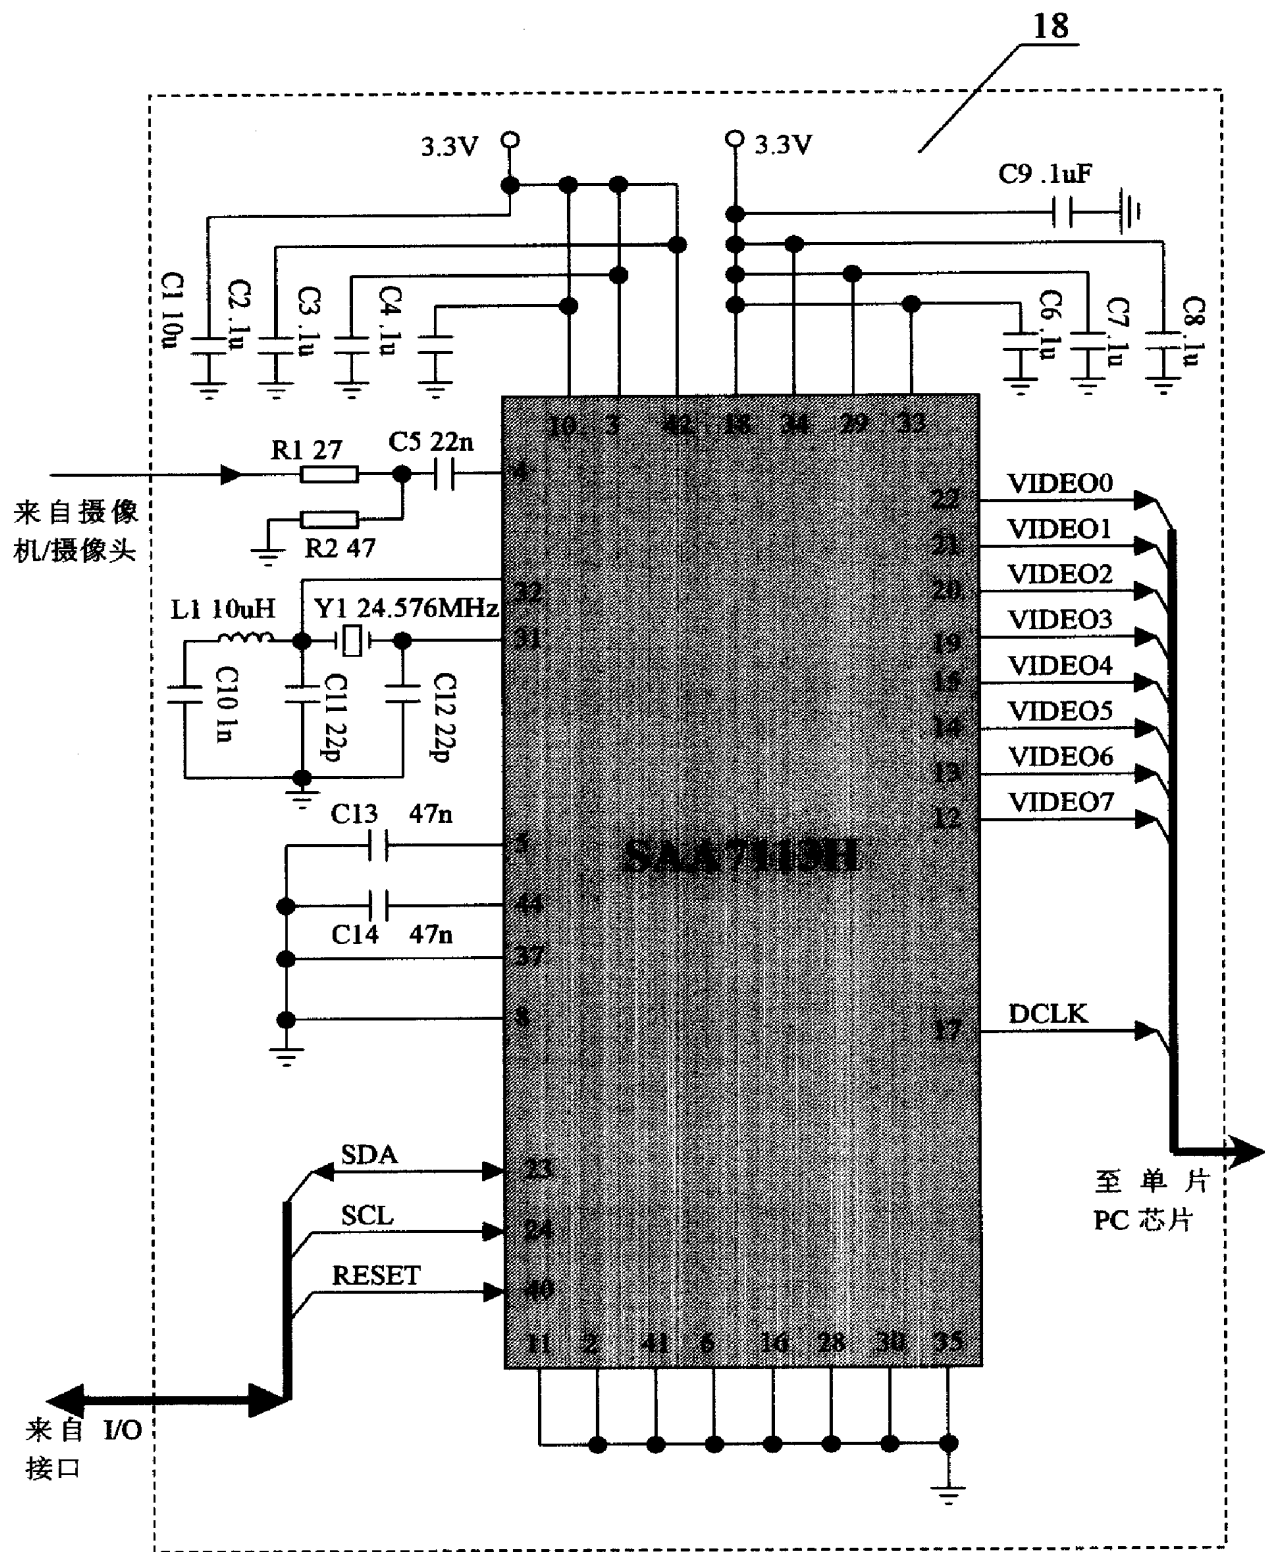 18
3.3V
3.3V
C9 .1uF
C1 10u
C2 .1u
C3 .1u
C4 .1u
C6 .1u
C7 .1u
C8 .1u
10 3 42 18 34 29 33
R1 27
C5 22n
4
来自摄像
机/摄像头
R2 47
22
VIDEO0
21
VIDEO1
20
VIDEO2
19
VIDEO3
15
VIDEO4
14
VIDEO5
13
VIDEO6
12
VIDEO7
32
L1 10uH
Y1 24.576MHz
31
C10 1n
C11 22p
C12 22p
C13 47n
5
SAA7113H
44
C14 47n
37
8
17
DCLK
SDA
23
SCL
24
RESET
40
至单片
PC 芯片
11 2 41 6 16 28 30 35
来自 I/O
接口